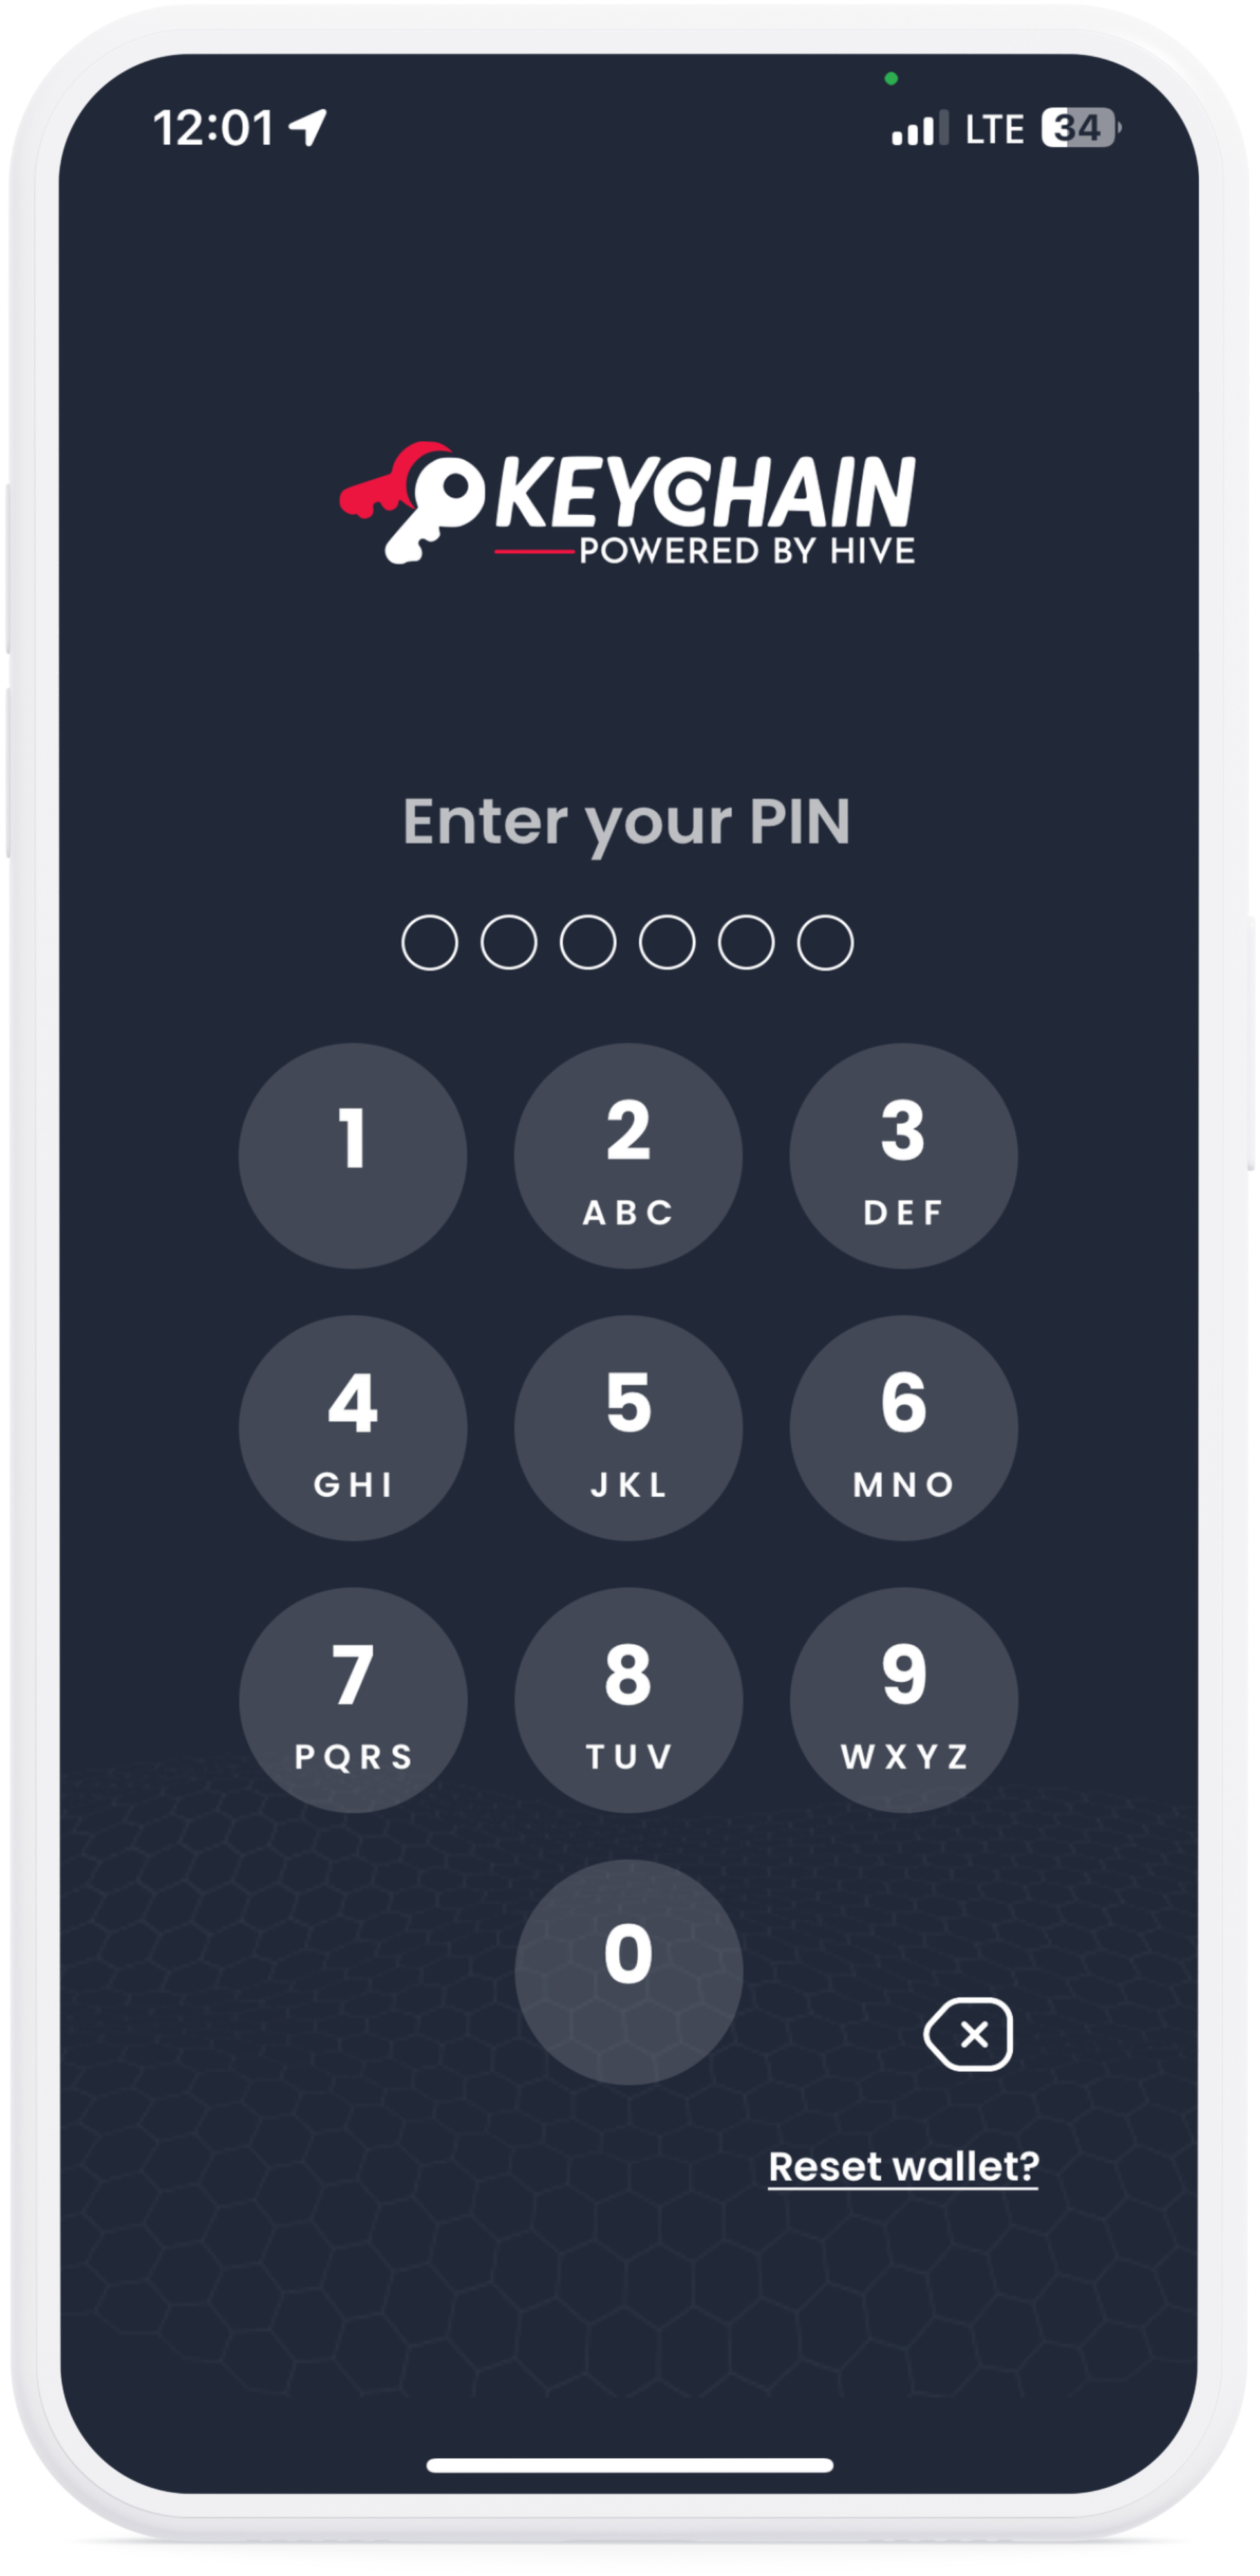 12:01 LTE 34
KEYCHAIN
POWERED BY HIVE
Enter your PIN
1 2 3
ABC DEF
4 5 6
GHI JKL MNO
7 8 9
PQRS TUV WXYZ
0
Reset wallet?